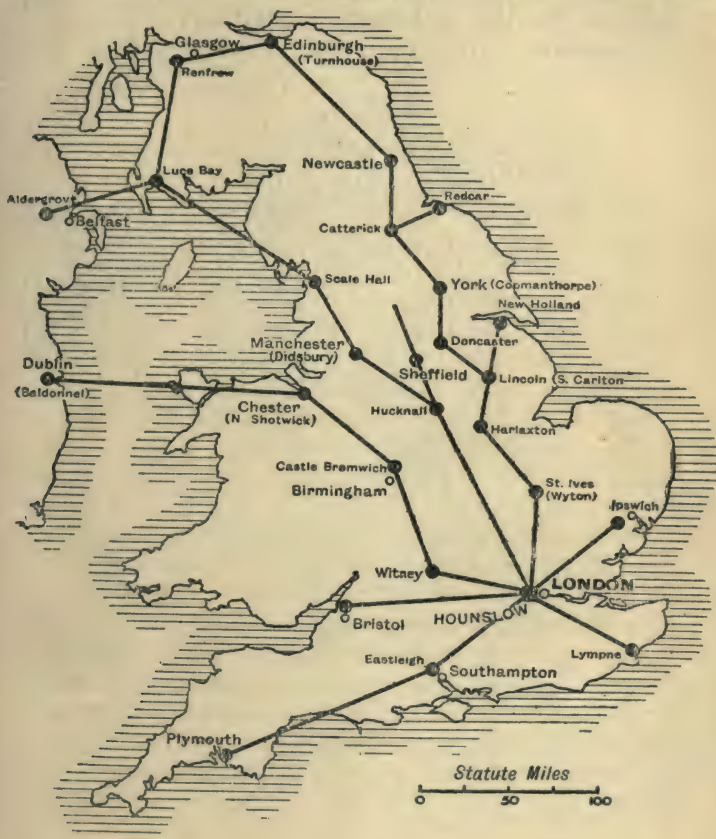 Glasgow
Edinburgh
(Turnhouse)
Renfrew
Newcastle
Luce Bay
Redcar
Aldergrove
Belfast
Catterick
Scale Hall
York (Copmanthorpe)
New Holland
Manchester
(Didsbury)
Doncaster
Dublin
(Baldonnel)
Sheffield
Lincoln (S. Carlton
Chester
(N Shotwick)
Hucknall
Harlaxton
Castle Bromwich
Birmingham
St. Ives
(Wyton)
Ipswich
Witney
LONDON
HOUNSLOW
Bristol
Eastleigh
Southampton
Lympne
Plymouth
Statute Miles
0 50 100